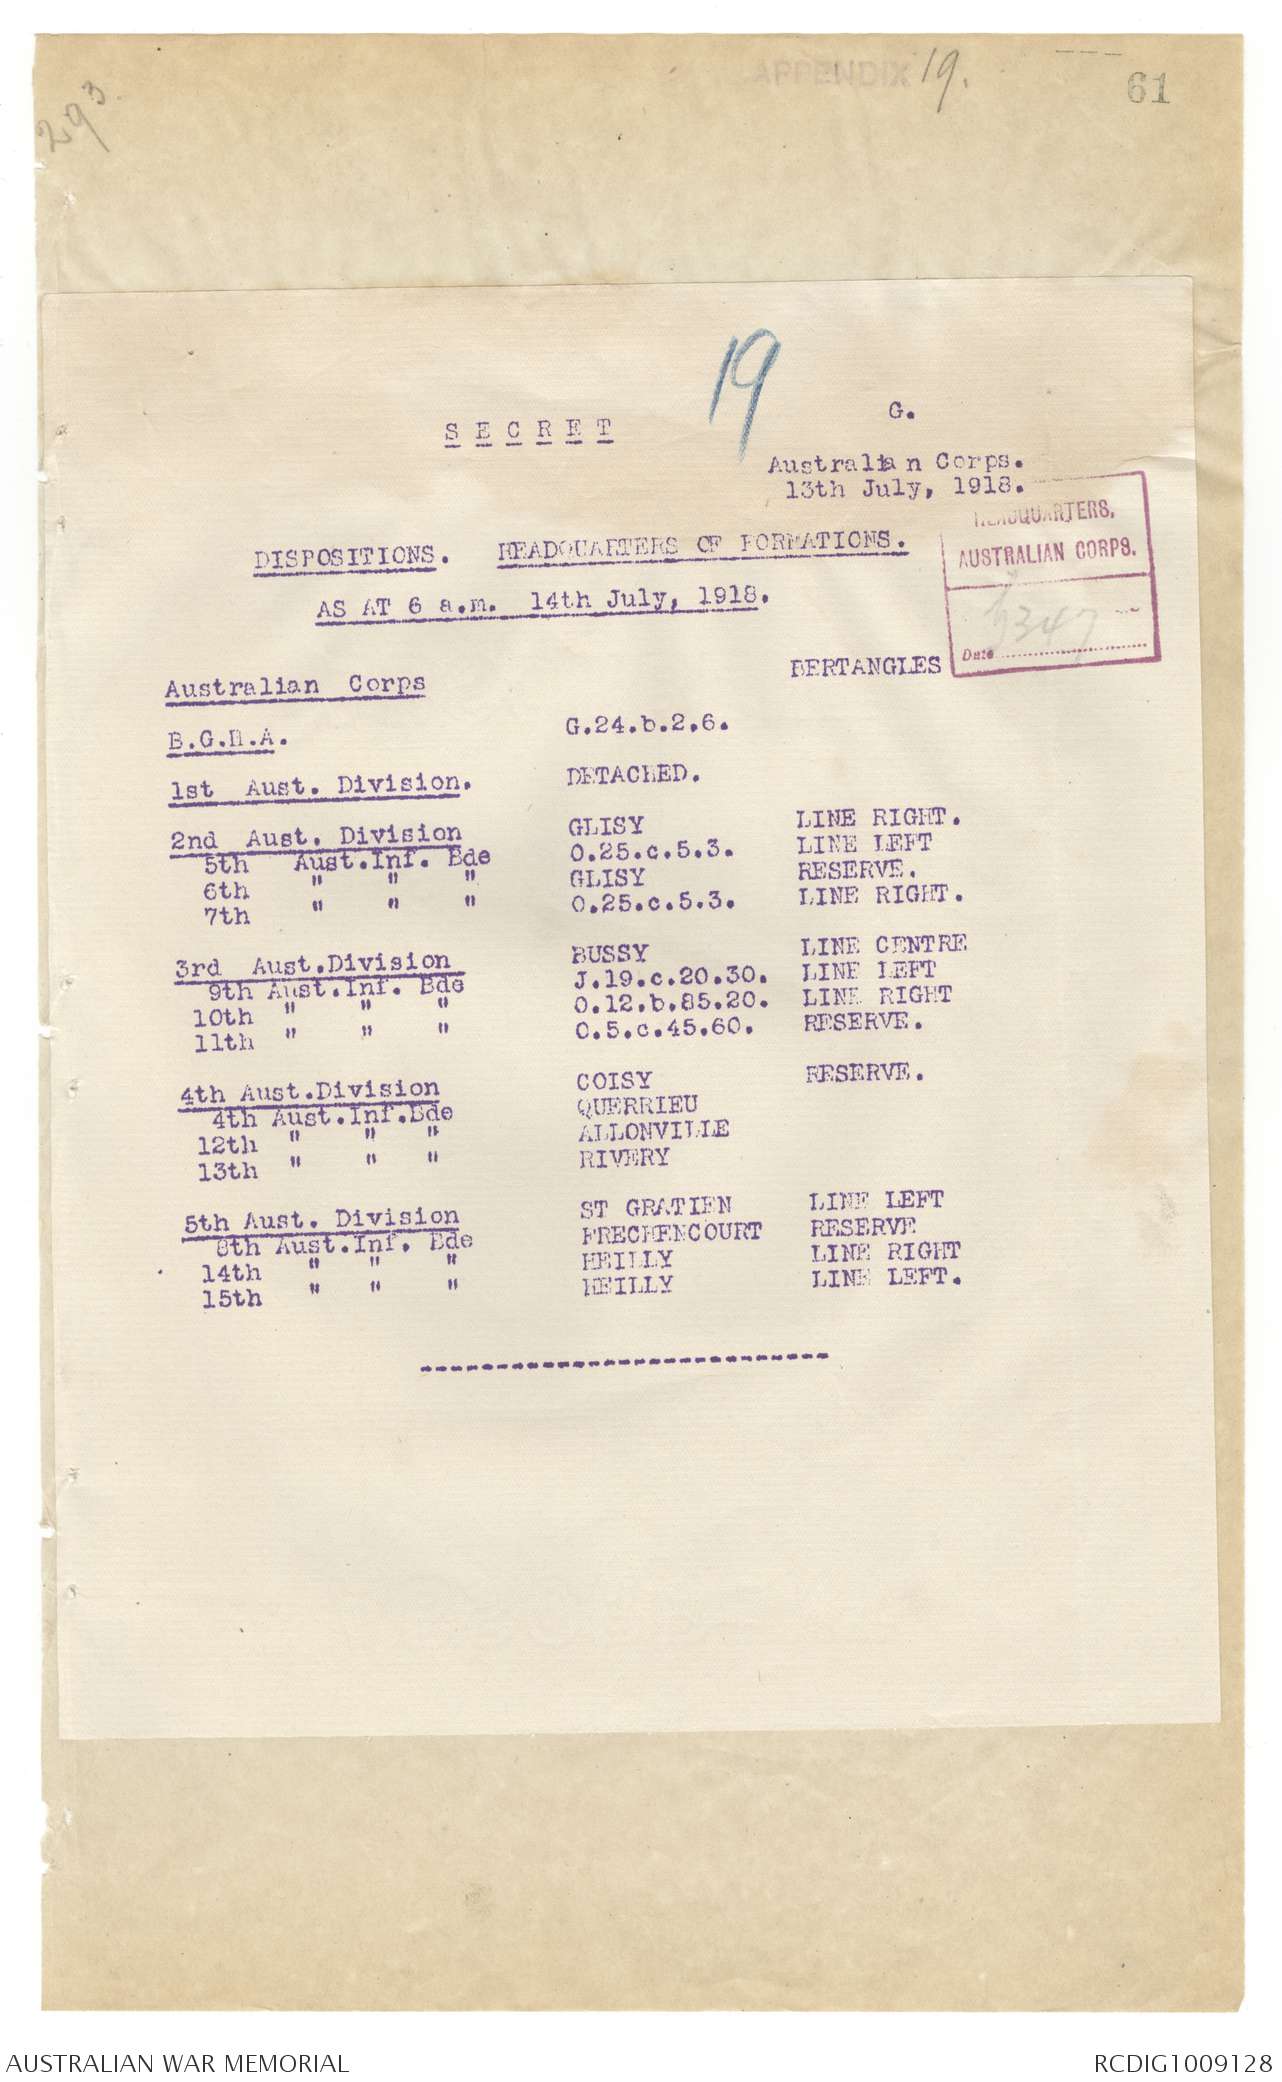 293.
APPENDIX 19.
61
19
G.
S E C R E T
Australian Corps.
13th July, 1918.
HEADQUARTERS,
AUSTRALIAN CORPS.
G347
Date
DISPOSITIONS. HEADQUARTERS OF FORMATIONS.
AS AT 6 a.m. 14th July, 1918.
Australian Corps BERTANGLES
B.G.H.A. G.24.b.2.6.
1st Aust. Division. DETACHED.
2nd Aust. Division GLISY LINE RIGHT.
5th Aust.Inf. Bde O.25.c.5.3. LINE LEFT
6th " " " GLISY RESERVE.
7th " " " O.25.c.5.3. LINE RIGHT.
3rd Aust.Division BUSSY LINE CENTRE
9th Aust.Inf. Bde J.19.c.20.30. LINE LEFT
10th " " " O.12.b.85.20. LINE RIGHT
11th " " " O.5.c.45.60. RESERVE.
4th Aust.Division COISY RESERVE.
4th Aust.Inf.Bde QUERRIEU
12th " " " ALLONVILLE
13th " " " RIVERY
5th Aust. Division ST GRATIEN LINE LEFT
8th Aust.Inf. Bde FRECHENCOURT RESERVE
14th " " " HEILLY LINE RIGHT
15th " " " HEILLY LINE LEFT.
---------------------------
AUSTRALIAN WAR MEMORIAL
RCDIG1009128